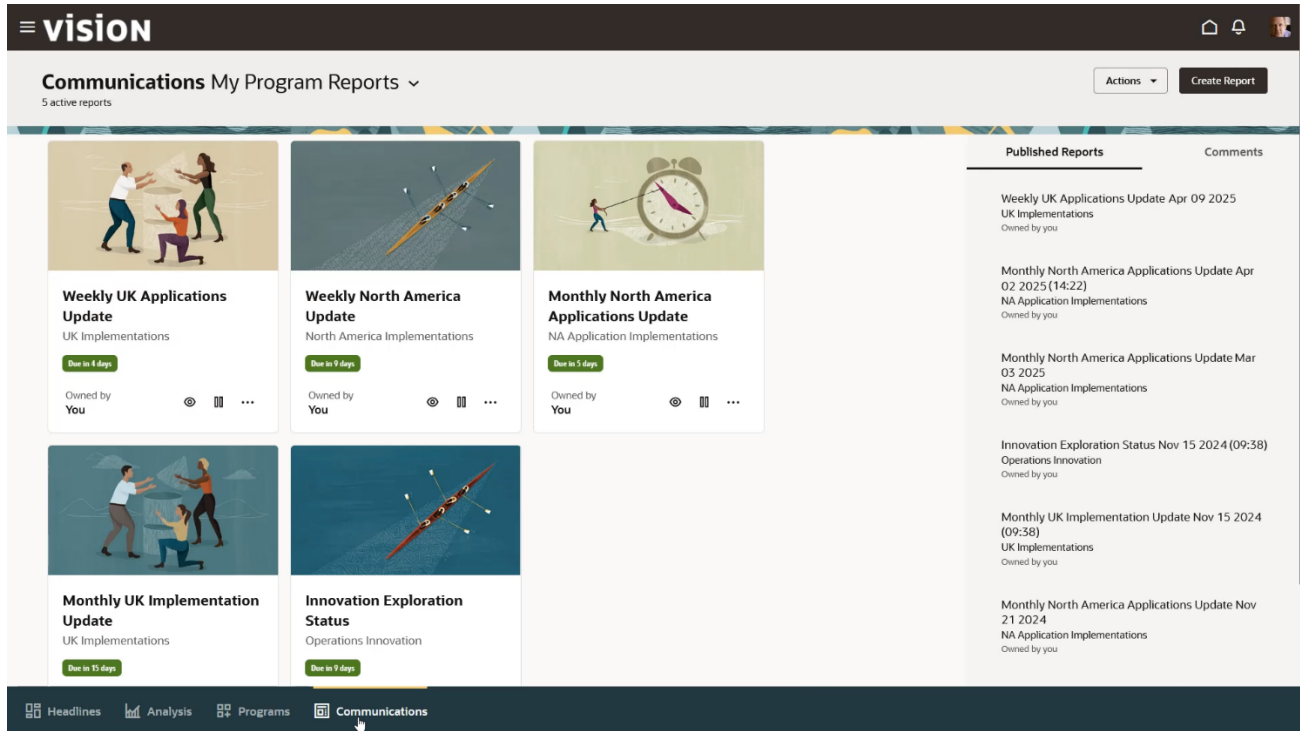 vision
Communications My Program Reports
5 active reports
Actions
Create Report
Weekly UK Applications
Update
UK Implementations
Due in 4 days
Owned by
You
Weekly North America
Update
North America Implementations
Due in 9 days
Owned by
You
Monthly North America
Applications Update
NA Application Implementations
Due in 5 days
Owned by
You
Monthly UK Implementation
Update
UK Implementations
Due in 15 days
Innovation Exploration
Status
Operations Innovation
Due in 9 days
Published Reports
Comments
Weekly UK Applications Update Apr 09 2025
UK Implementations
Owned by you
Monthly North America Applications Update Apr
02 2025 (14:22)
NA Application Implementations
Owned by you
Monthly North America Applications Update Mar
03 2025
NA Application Implementations
Owned by you
Innovation Exploration Status Nov 15 2024 (09:38)
Operations Innovation
Owned by you
Monthly UK Implementation Update Nov 15 2024
(09:38)
UK Implementations
Owned by you
Monthly North America Applications Update Nov
21 2024
NA Application Implementations
Owned by you
Headlines
Analysis
Programs
Communications